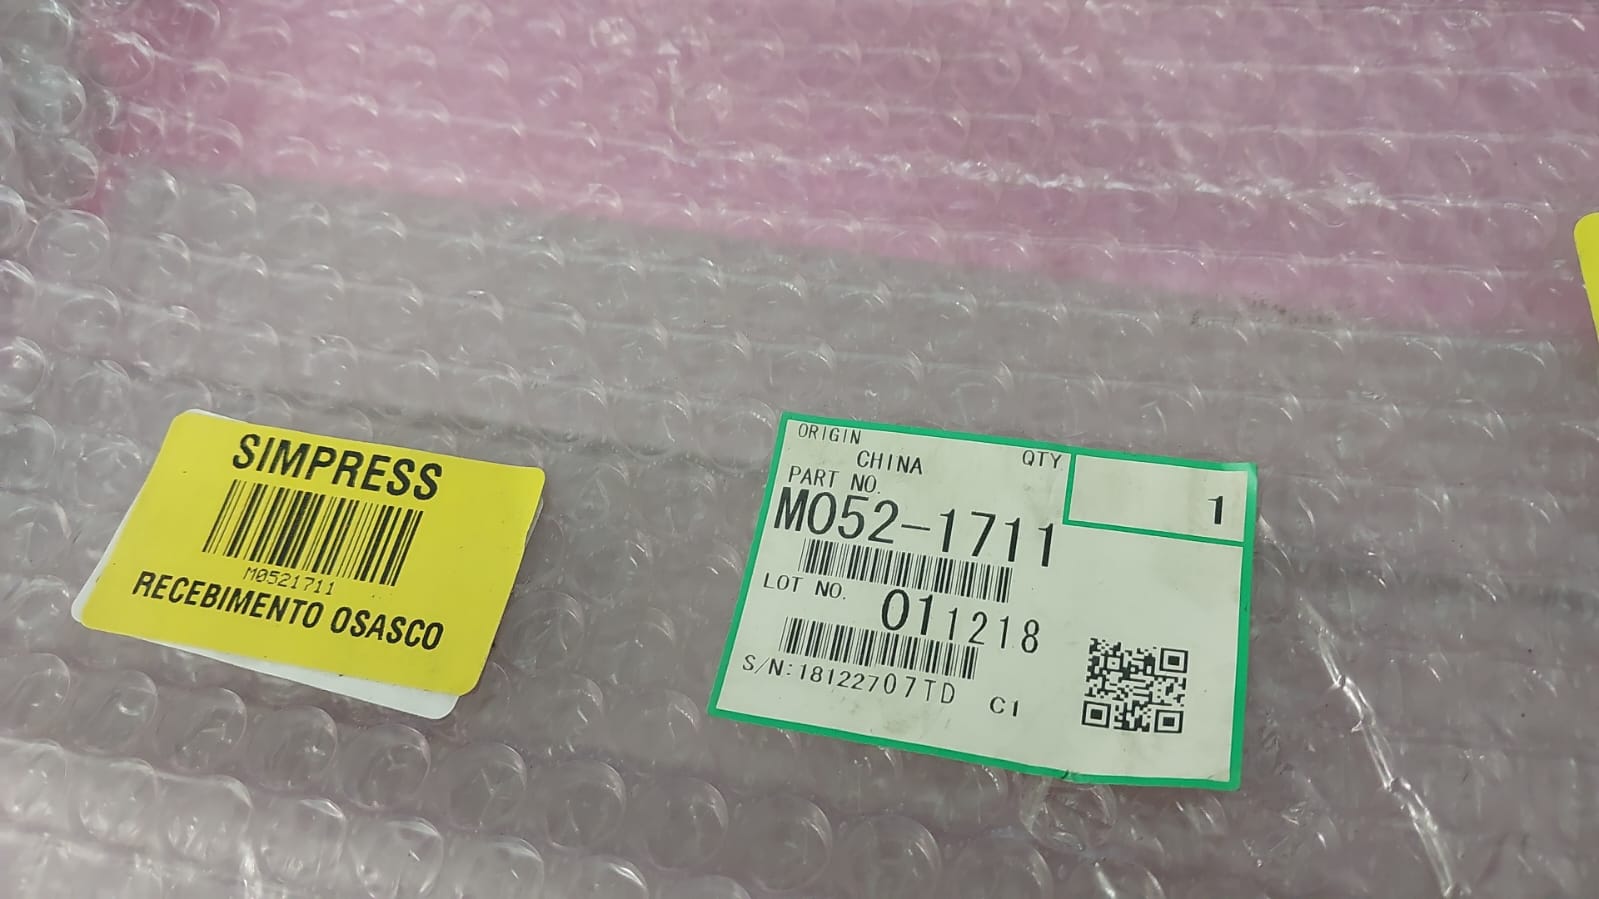 SIMPRESS
M0521711
RECEBIMENTO OSASCO
ORIGIN
CHINA
QTY
1
PART NO.
M052-1711
LOT NO.
011218
S/N:18122707TD C1